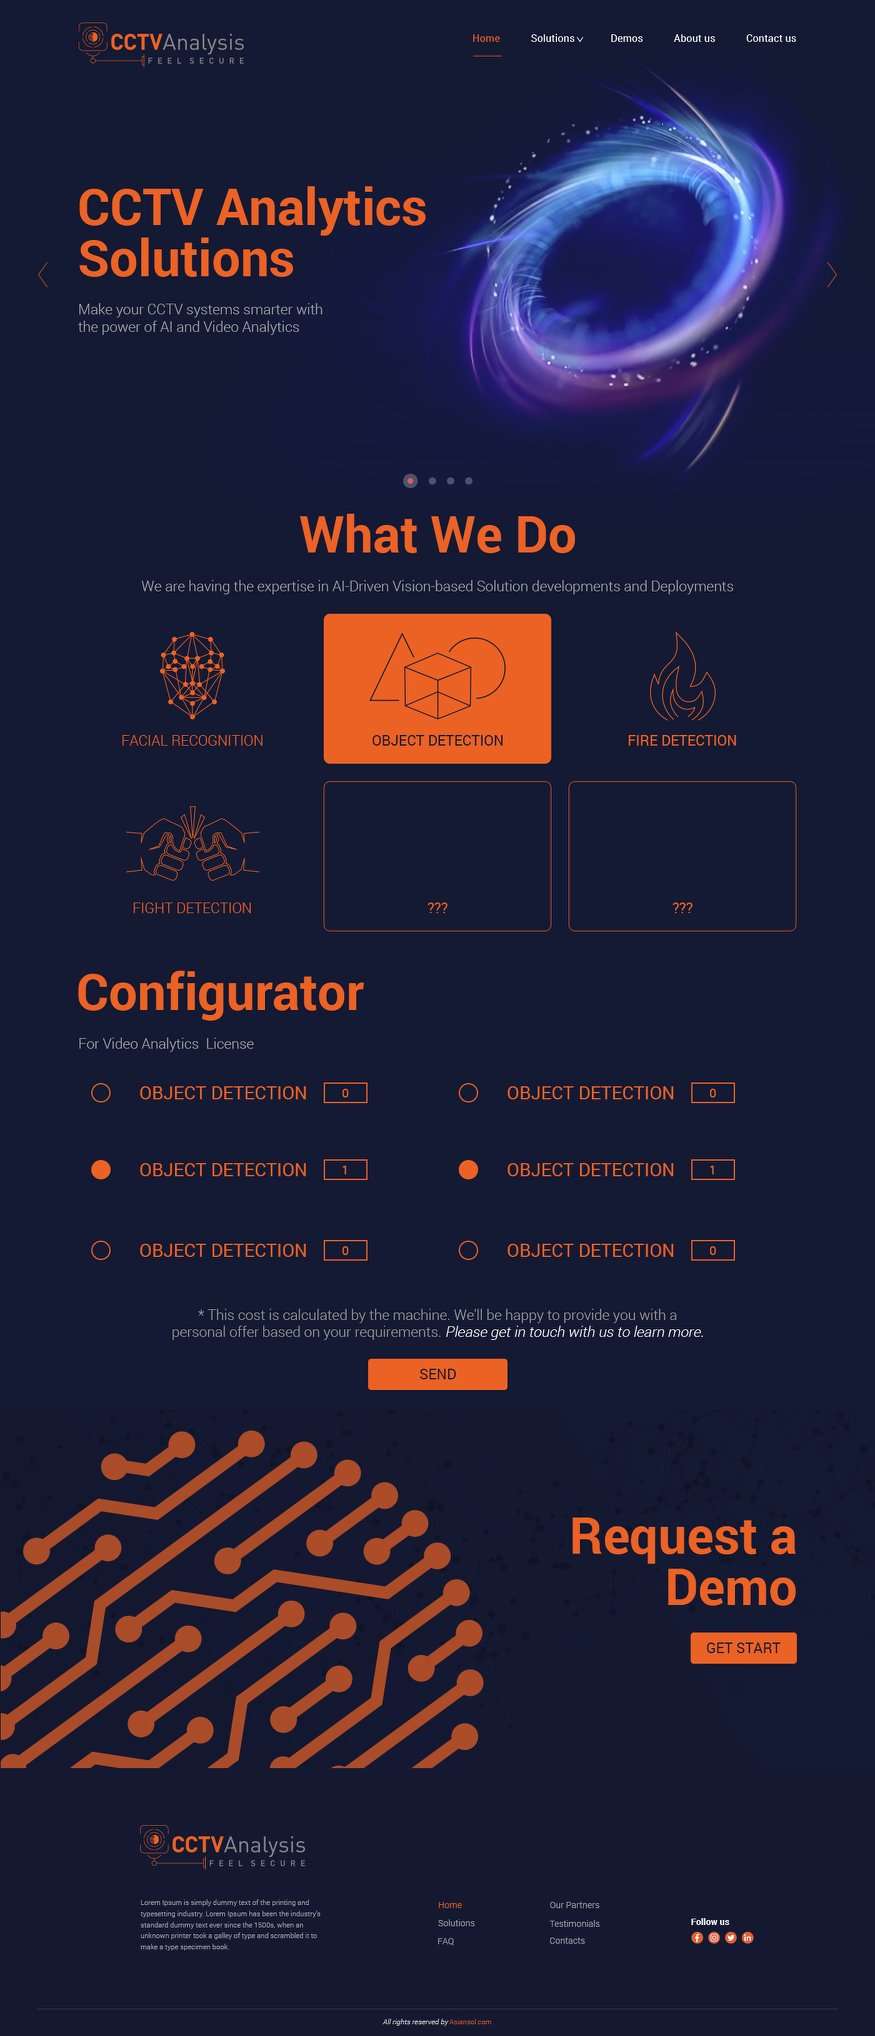 CCTVAnalysis
FEEL SECURE
Home Solutions Demos About us Contact us
CCTV Analytics
Solutions
Make your CCTV systems smarter with
the power of AI and Video Analytics
What We Do
We are having the expertise in AI-Driven Vision-based Solution developments and Deployments
FACIAL RECOGNITION
OBJECT DETECTION
FIRE DETECTION
FIGHT DETECTION
???
???
Configurator
For Video Analytics License
OBJECT DETECTION 0
OBJECT DETECTION 0
OBJECT DETECTION 1
OBJECT DETECTION 1
OBJECT DETECTION 0
OBJECT DETECTION 0
* This cost is calculated by the machine. We'll be happy to provide you with a
personal offer based on your requirements. Please get in touch with us to learn more.
SEND
Request a
Demo
GET START
CCTVAnalysis
FEEL SECURE
Lorem Ipsum is simply dummy text of the printing and
typesetting industry. Lorem Ipsum has been the industry's
standard dummy text ever since the 1500s, when an
unknown printer took a galley of type and scrambled it to
make a type specimen book.
Home
Solutions
FAQ
Our Partners
Testimonials
Contacts
Follow us
All rights reserved by Asiansol.com